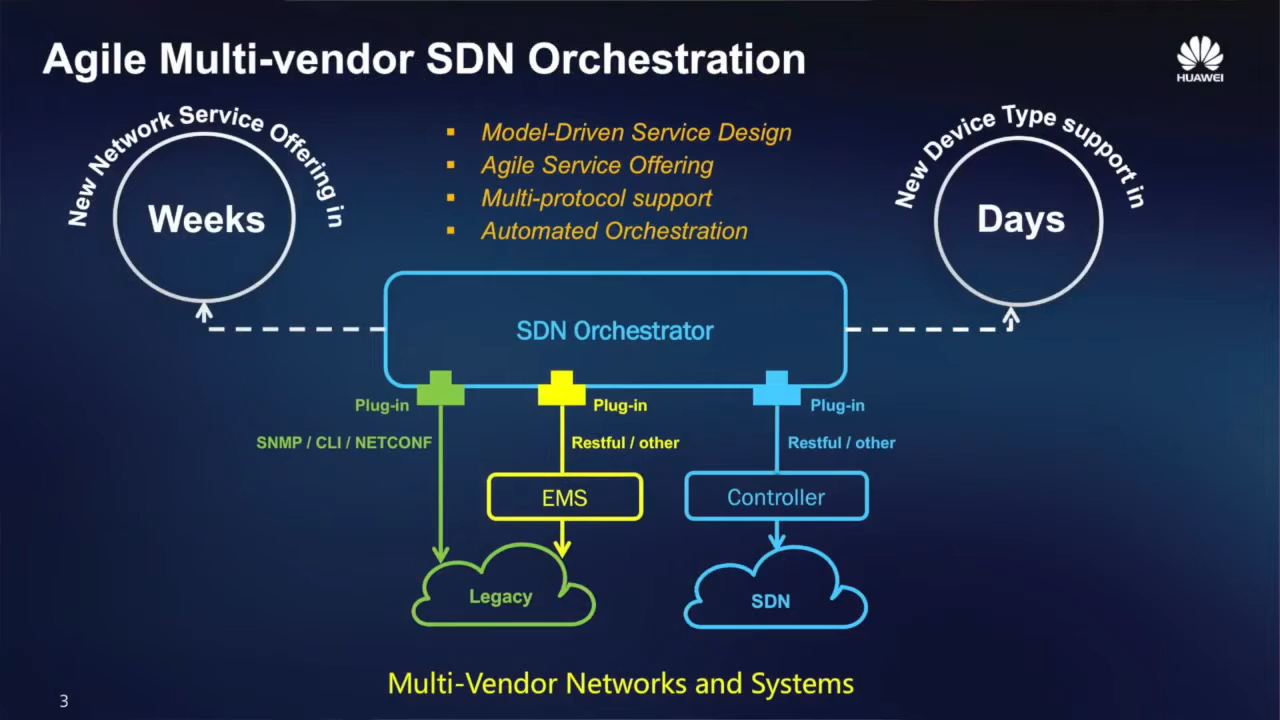 Agile Multi-vendor SDN Orchestration
HUAWEI
New Network Service Offering in
Weeks
▪ Model-Driven Service Design
▪ Agile Service Offering
▪ Multi-protocol support
▪ Automated Orchestration
New Device Type support in
Days
SDN Orchestrator
Plug-in
Plug-in
Plug-in
SNMP / CLI / NETCONF
Restful / other
Restful / other
EMS
Controller
Legacy
SDN
Multi-Vendor Networks and Systems
3